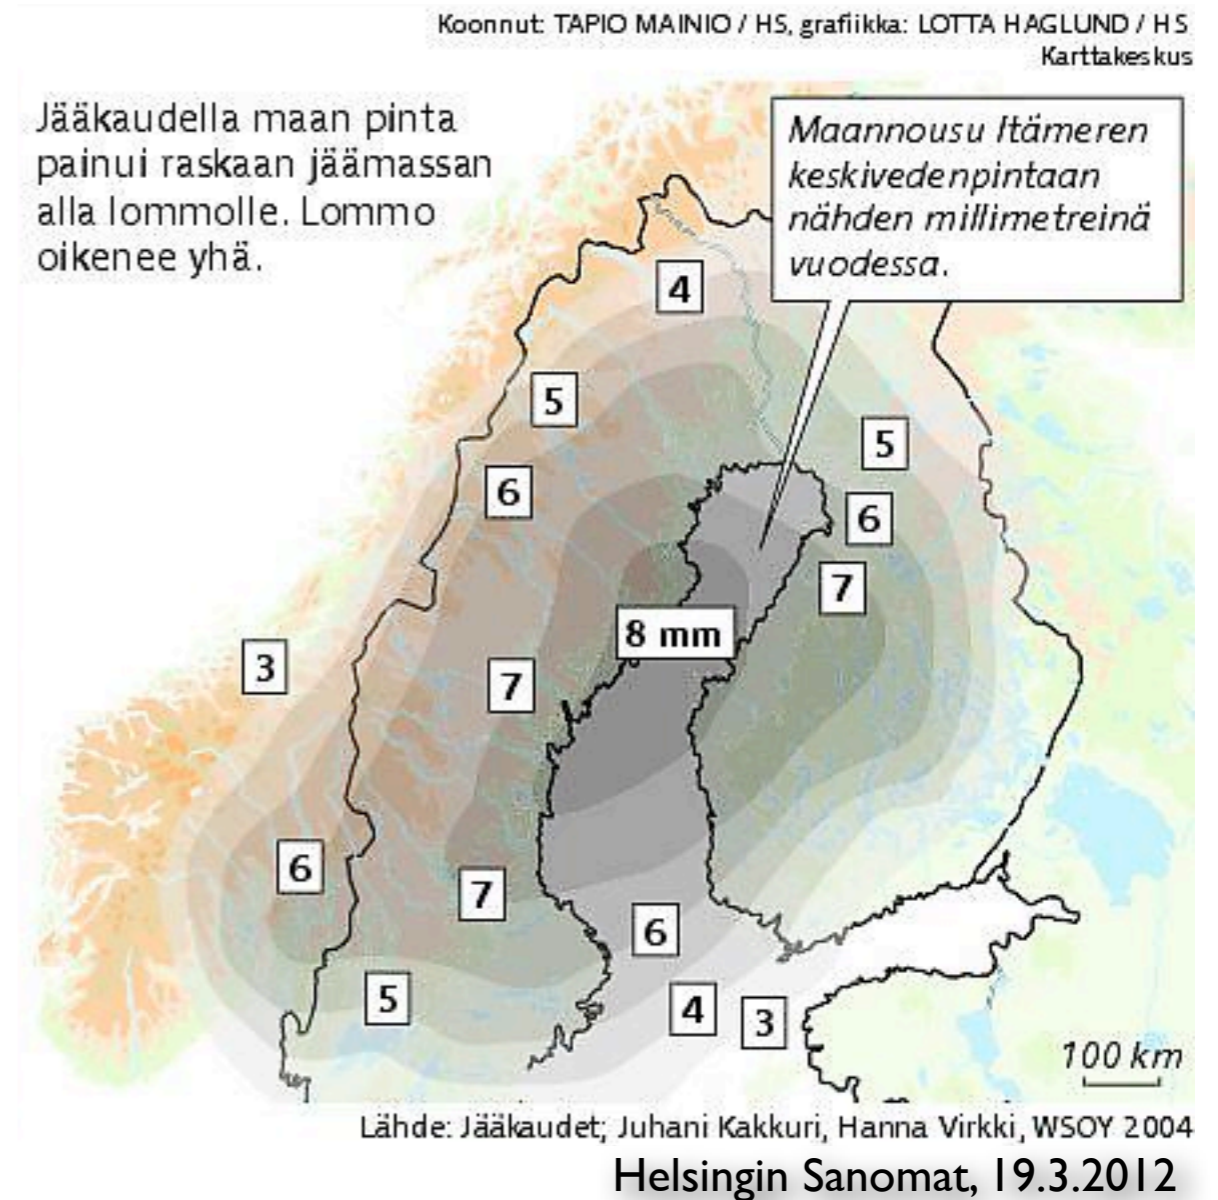 Koonnut: TAPIO MAINIO / HS, grafiikka: LOTTA HAGLUND / HS
Karttakeskus
Jääkaudella maan pinta
painui raskaan jäämassan
alla lommolle. Lommo
oikenee yhä.
Maannousu Itämeren
keskivedenpintaan
nähden millimetreinä
vuodessa.
4
5
5
6
6
7
8 mm
3
7
6
7
6
5
4
3
100 km
Lähde: Jääkaudet; Juhani Kakkuri, Hanna Virkki, WSOY 2004
Helsingin Sanomat, 19.3.2012